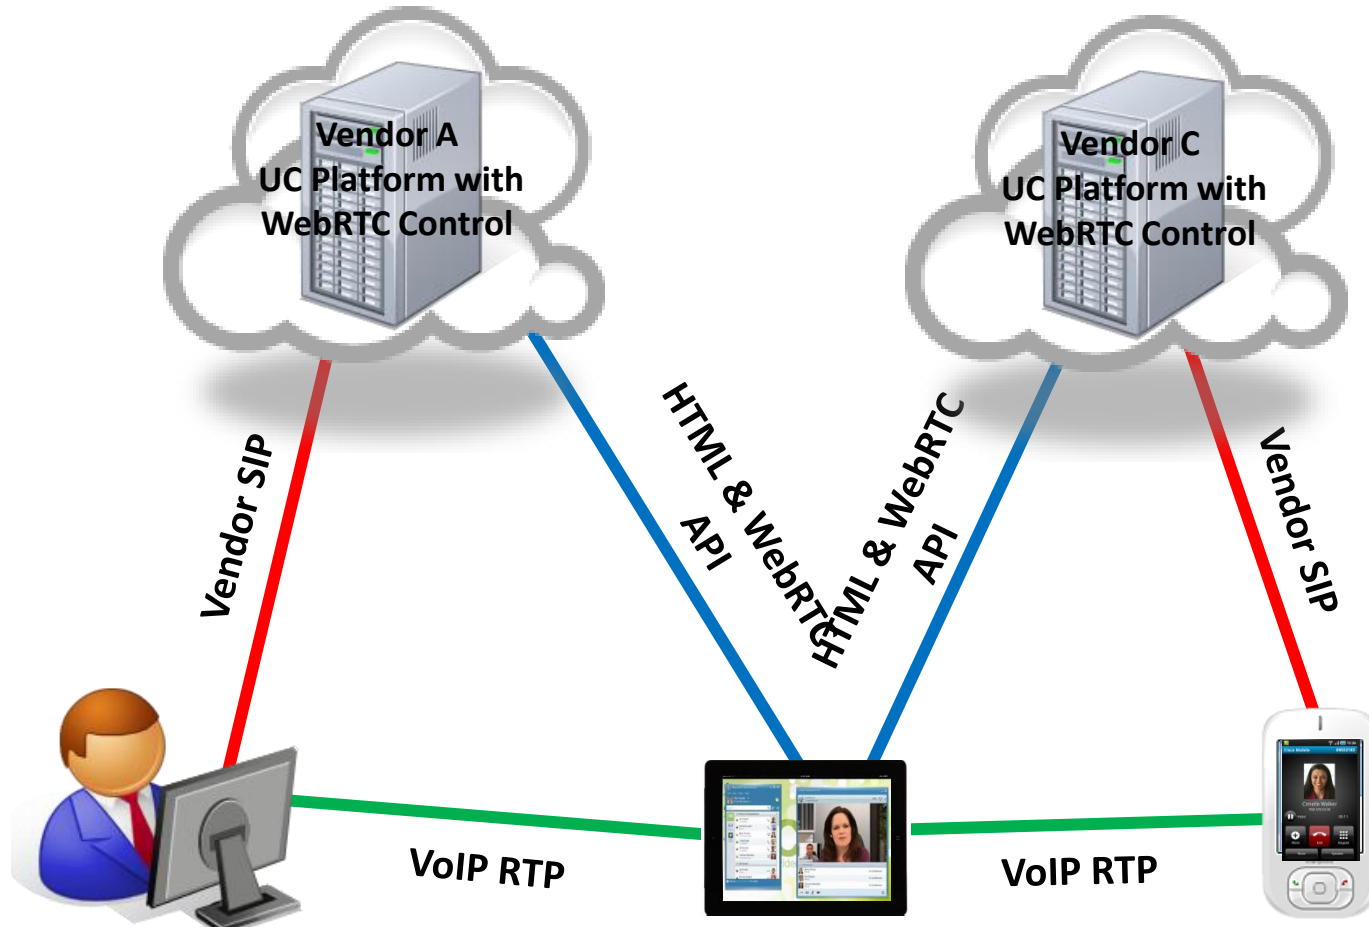 Vendor A
UC Platform with
WebRTC Control
Vendor C
UC Platform with
WebRTC Control
Vendor SIP
HTML & WebRTC
API
HTML & WebRTC
API
Vendor SIP
VoIP RTP
VoIP RTP